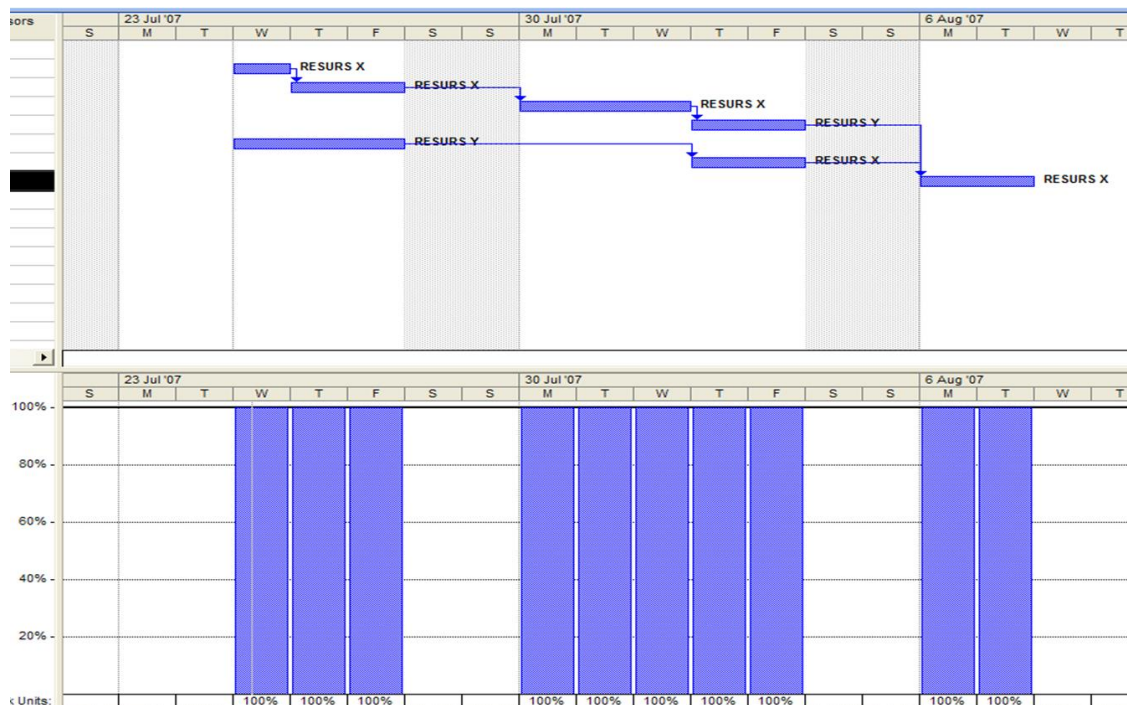 sors 23 Jul '07 30 Jul '07 6 Aug '07
S M T W T F S S M T W T F S S M T W T
RESURS X
RESURS X
RESURS X
RESURS Y
RESURS Y
RESURS X
RESURS X
23 Jul '07 30 Jul '07 6 Aug '07
S M T W T F S S M T W T F S S M T W T
100%
80%
60%
40%
20%
k Units: 100% 100% 100% 100% 100% 100% 100% 100% 100% 100%